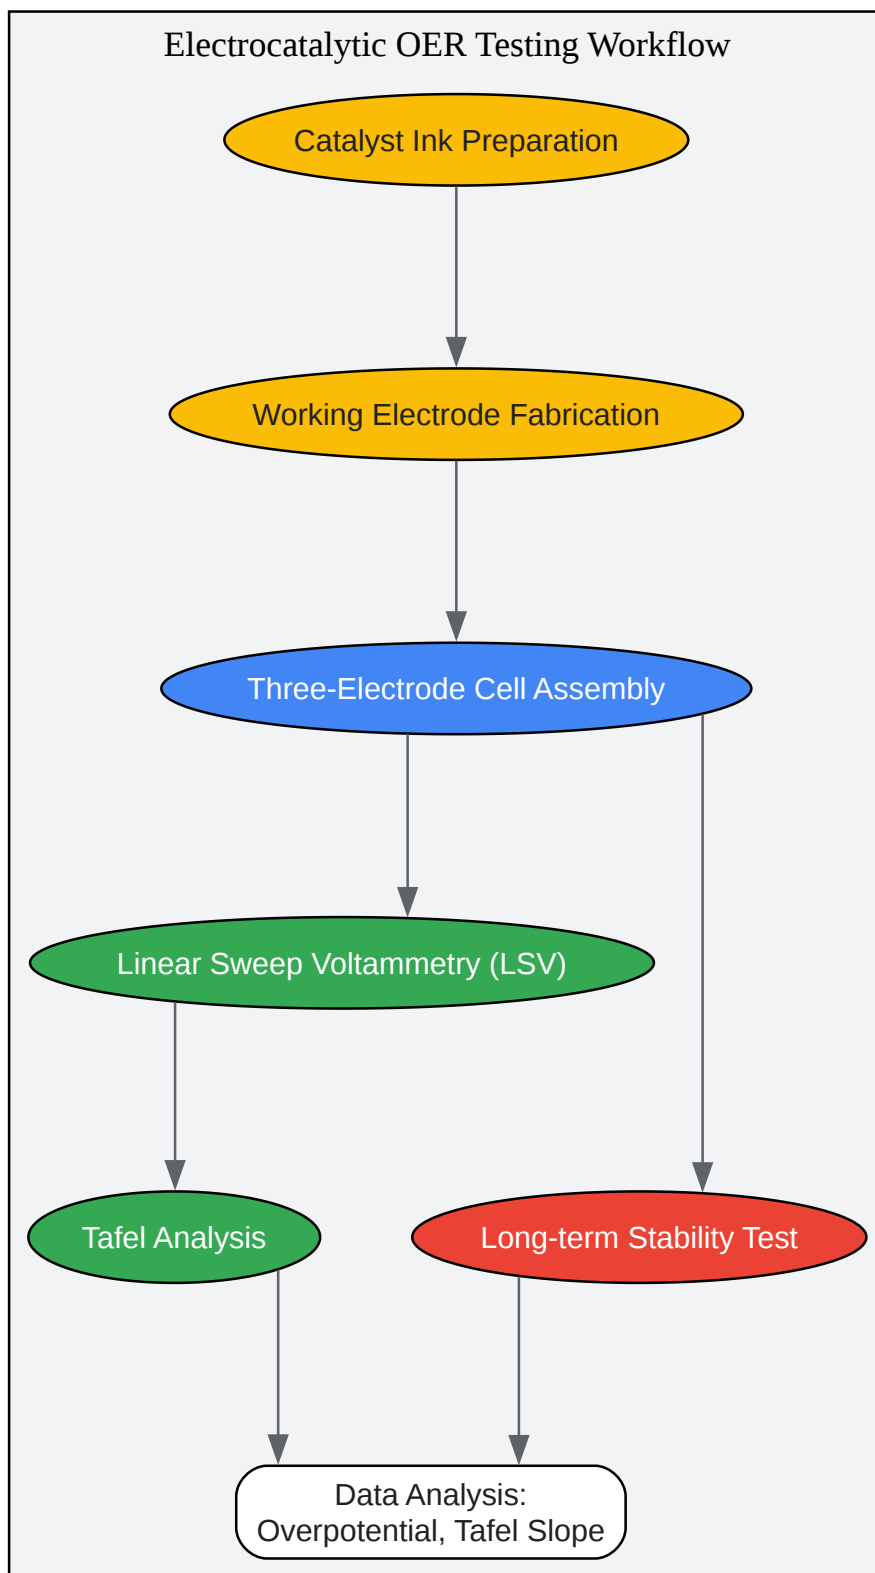 Electrocatalytic OER Testing Workflow
Catalyst Ink Preparation
Working Electrode Fabrication
Three-Electrode Cell Assembly
Linear Sweep Voltammetry (LSV)
Tafel Analysis
Long-term Stability Test
Data Analysis:
Overpotential, Tafel Slope